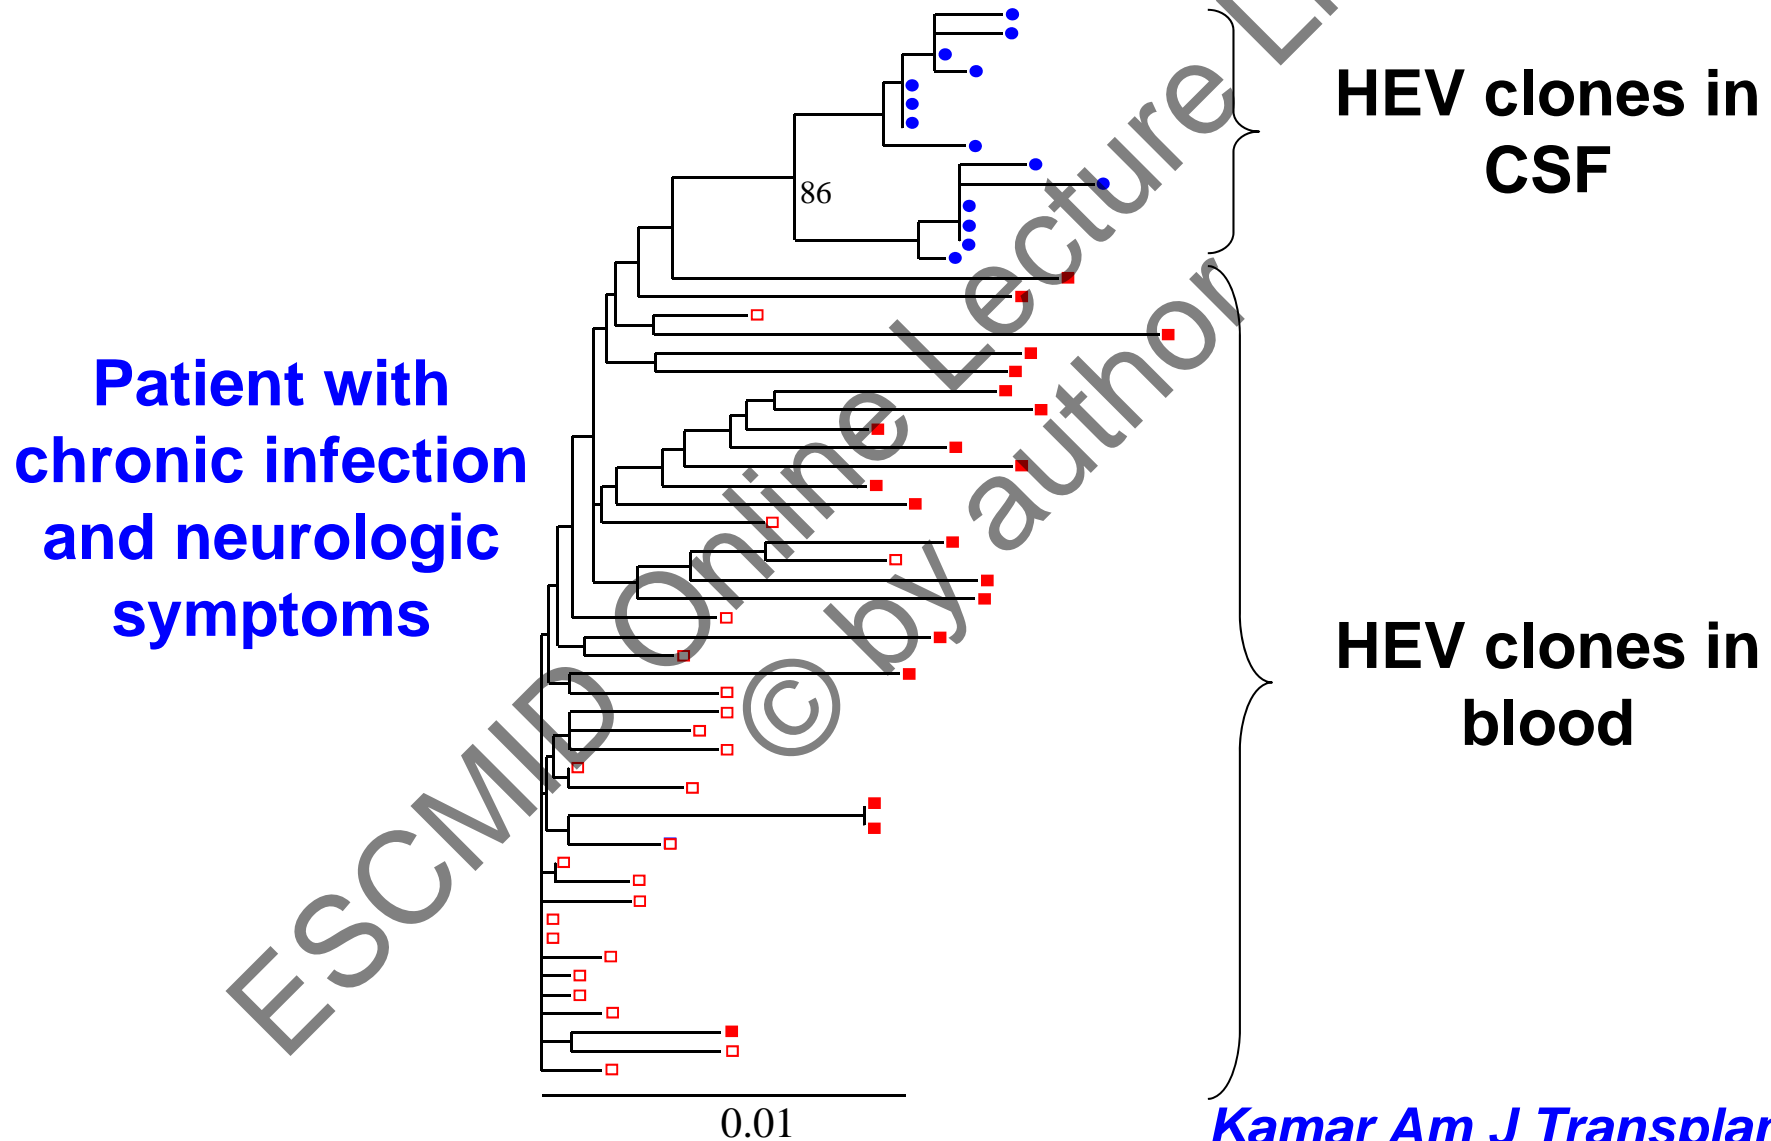 HEV clones in
CSF
86
Patient with
chronic infection
and neurologic
symptoms
HEV clones in
blood
0.01
Kamar Am J Transplan
ESCMID Online Lecture Li
© by author